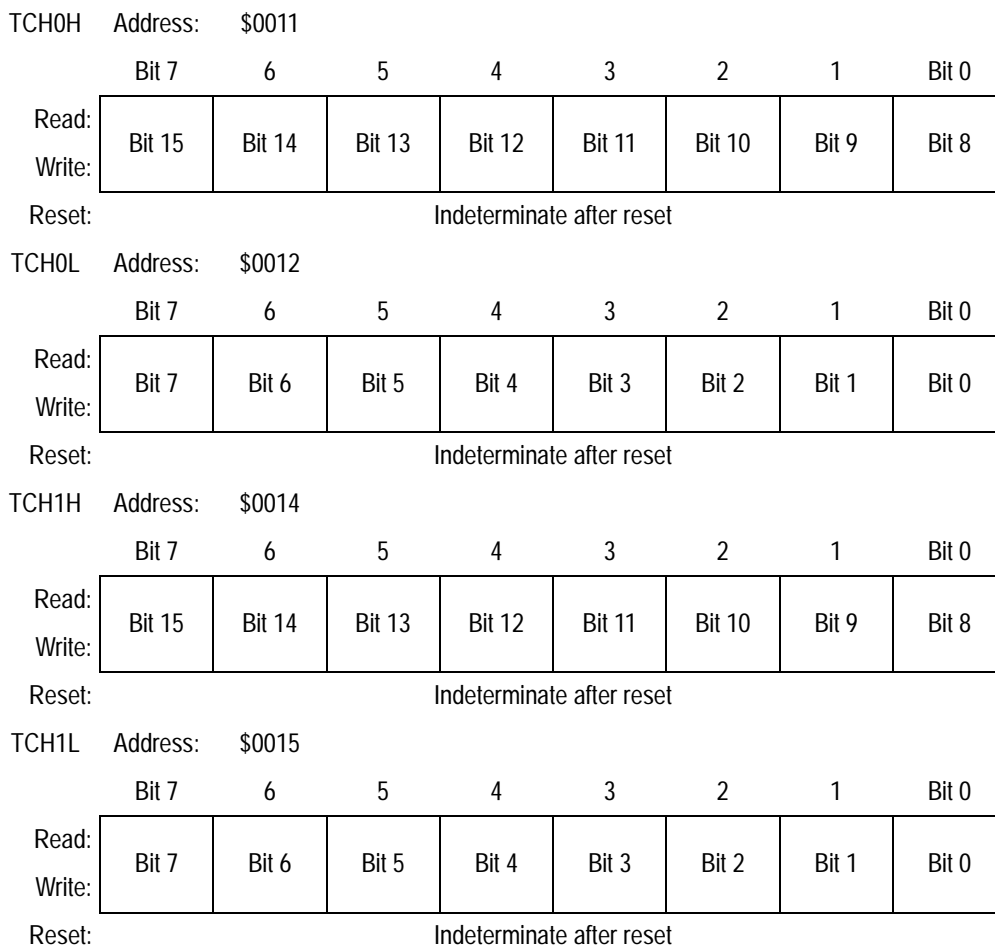 TCH0H Address: $0011
Bit 7 6 5 4 3 2 1 Bit 0
Read:
Bit 15 Bit 14 Bit 13 Bit 12 Bit 11 Bit 10 Bit 9 Bit 8
Write:
Reset: Indeterminate after reset
TCH0L Address: $0012
Bit 7 6 5 4 3 2 1 Bit 0
Read:
Bit 7 Bit 6 Bit 5 Bit 4 Bit 3 Bit 2 Bit 1 Bit 0
Write:
Reset: Indeterminate after reset
TCH1H Address: $0014
Bit 7 6 5 4 3 2 1 Bit 0
Read:
Bit 15 Bit 14 Bit 13 Bit 12 Bit 11 Bit 10 Bit 9 Bit 8
Write:
Reset: Indeterminate after reset
TCH1L Address: $0015
Bit 7 6 5 4 3 2 1 Bit 0
Read:
Bit 7 Bit 6 Bit 5 Bit 4 Bit 3 Bit 2 Bit 1 Bit 0
Write:
Reset: Indeterminate after reset